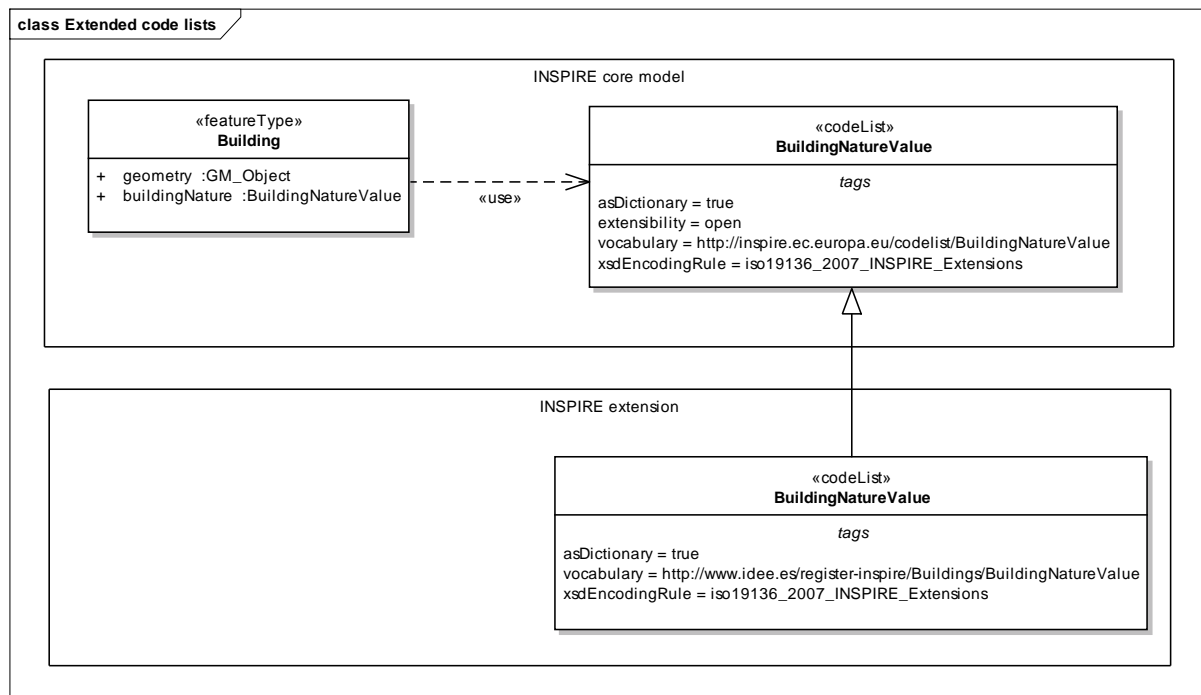 class Extended code lists
INSPIRE core model
«featureType»
Building
+ geometry :GM_Object
+ buildingNature :BuildingNatureValue
«use»
«codeList»
BuildingNatureValue
tags
asDictionary = true
extensibility = open
vocabulary = http://inspire.ec.europa.eu/codelist/BuildingNatureValue
xsdEncodingRule = iso19136_2007_INSPIRE_Extensions
INSPIRE extension
«codeList»
BuildingNatureValue
tags
asDictionary = true
vocabulary = http://www.idee.es/register-inspire/Buildings/BuildingNatureValue
xsdEncodingRule = iso19136_2007_INSPIRE_Extensions